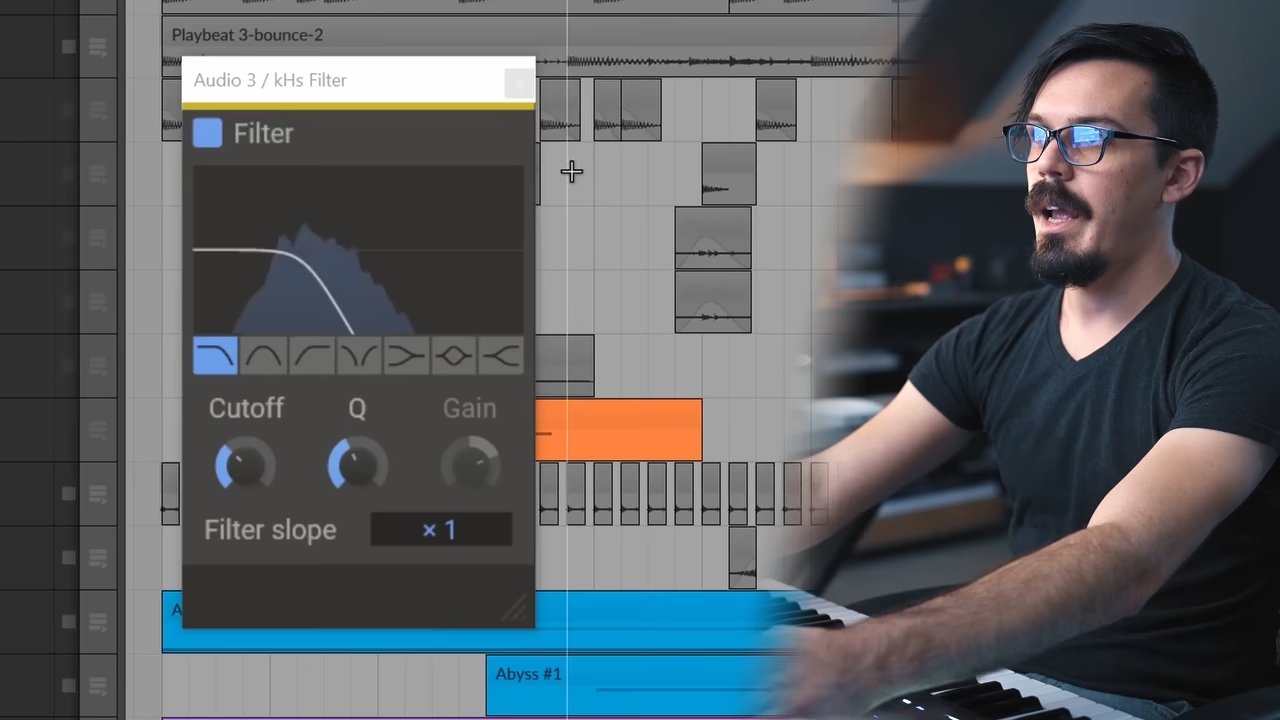 Playbeat 3-bounce-2
Audio 3 / kHs Filter
Filter
Cutoff Q Gain
Filter slope × 1
A
Abyss #1